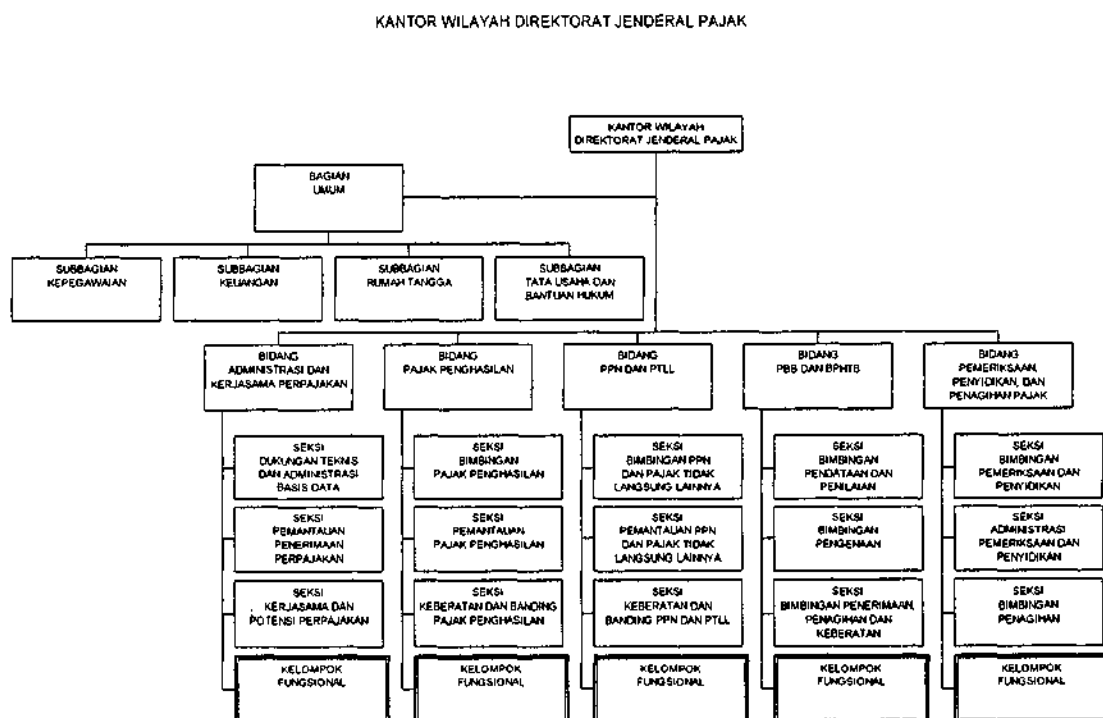 KANTOR WILAYAH DIREKTORAT JENDERAL PAJAK
KANTOR WILAYAH
DIREKTORAT JENDERAL PAJAK
BAGIAN
UMUM
SUBBAGIAN
KEPEGAWAIAN
SUBBAGIAN
KEUANGAN
SUBBAGIAN
RUMAH TANGGA
SUBBAGIAN
TATA USAHA DAN
BANTUAN HUKUM
BIDANG
ADMINISTRASI DAN
KERJASAMA PERPAJAKAN
BIDANG
PAJAK PENGHASILAN
BIDANG
PPN DAN PTLL
BIDANG
PBB DAN BPHTB
BIDANG
PEMERIKSAAN,
PENYIDIKAN, DAN
PENAGIHAN PAJAK
SEKSI
DUKUNGAN TEKNIS
DAN ADMINISTRASI
BASIS DATA
SEKSI
BIMBINGAN
PAJAK PENGHASILAN
SEKSI
BIMBINGAN PPN
DAN PAJAK TIDAK
LANGSUNG LAINNYA
SEKSI
BIMBINGAN
PENDATAAN DAN
PENILAIAN
SEKSI
BIMBINGAN
PEMERIKSAAN DAN
PENYIDIKAN
SEKSI
PEMANTAUAN
PENERIMAAN
PERPAJAKAN
SEKSI
PEMANTAUAN
PAJAK PENGHASILAN
SEKSI
PEMANTAUAN PPN
DAN PAJAK TIDAK
LANGSUNG LAINNYA
SEKSI
BIMBINGAN
PENGENAAN
SEKSI
ADMINISTRASI
PEMERIKSAAN DAN
PENYIDIKAN
SEKSI
KERJASAMA DAN
POTENSI PERPAJAKAN
SEKSI
KEBERATAN DAN BANDING
PAJAK PENGHASILAN
SEKSI
KEBERATAN DAN
BANDING PPN DAN PTLL
SEKSI
BIMBINGAN PENERIMAAN,
PENAGIHAN DAN
KEBERATAN
SEKSI
BIMBINGAN
PENAGIHAN
KELOMPOK
FUNGSIONAL
KELOMPOK
FUNGSIONAL
KELOMPOK
FUNGSIONAL
KELOMPOK
FUNGSIONAL
KELOMPOK
FUNGSIONAL